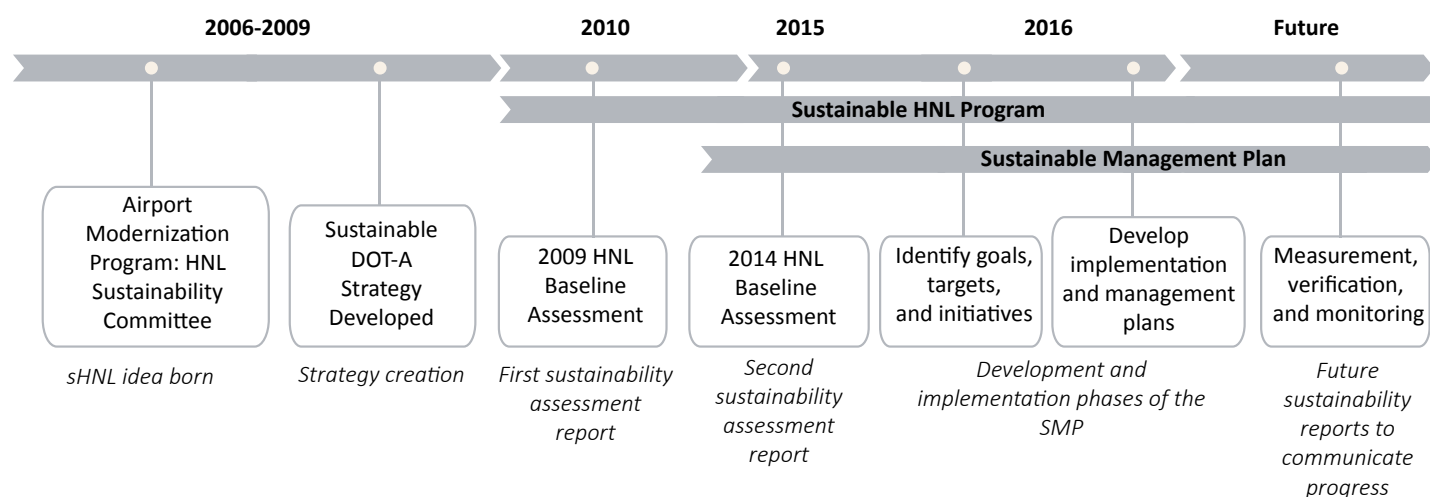 2006-2009
2010
2015
2016
Future
Sustainable HNL Program
Sustainable Management Plan
Airport
Modernization
Program: HNL
Sustainability
Committee
Sustainable
DOT-A
Strategy
Developed
2009 HNL
Baseline
Assessment
2014 HNL
Baseline
Assessment
Identify goals,
targets,
and initiatives
Develop
implementation
and management
plans
Measurement,
verification,
and monitoring
sHNL idea born
Strategy creation
First sustainability
assessment
report
Second
sustainability
assessment
report
Development and
implementation phases of the
SMP
Future
sustainability
reports to
communicate
progress